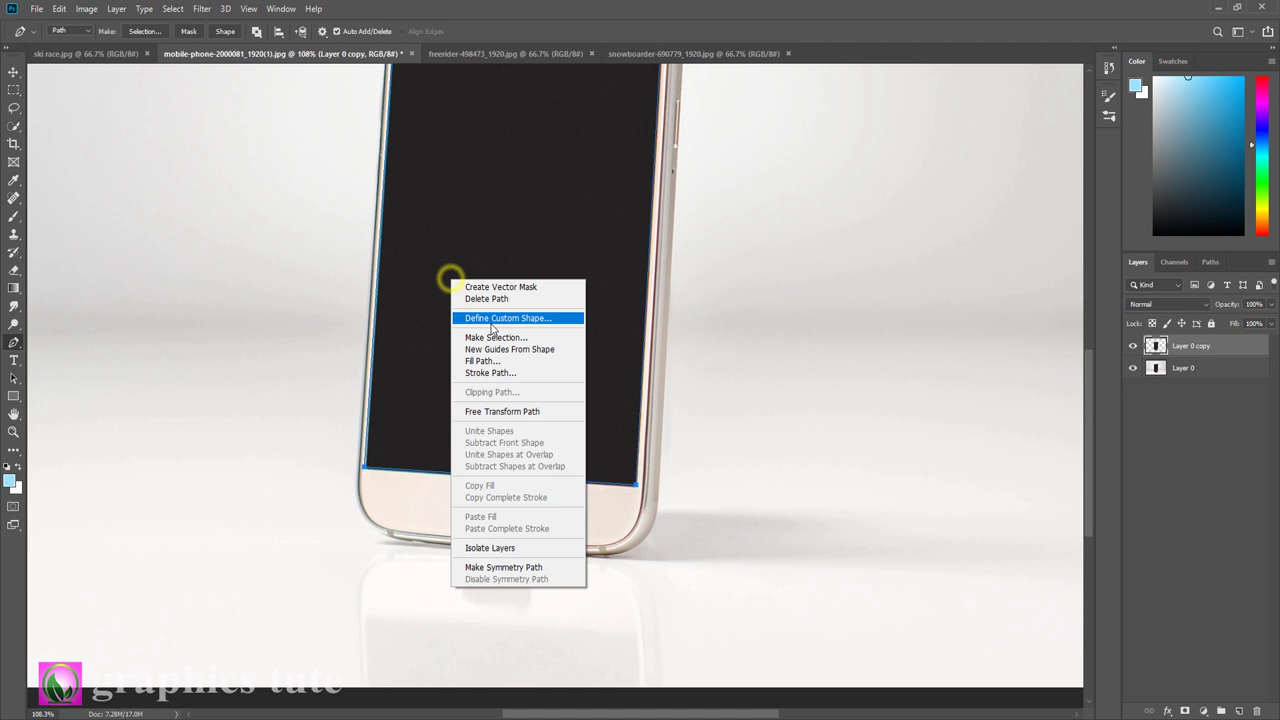 Ps File Edit Image Layer Type Select Filter 3D View Window Help
Path Make: Selection... Mask Shape Auto Add/Delete Align Edges
ski race.jpg @ 66.7% (RGB/8#) × mobile-phone-2000081_1920(1).jpg @ 108% (Layer 0 copy, RGB/8#) * × freerider-498473_1920.jpg @ 66.7% (RGB/8#) × snowboarder-690779_1920.jpg @ 66.7% (RGB/8#) ×
Color Swatches
Create Vector Mask
Delete Path
Define Custom Shape...
Make Selection...
New Guides From Shape
Fill Path...
Stroke Path...
Clipping Path...
Free Transform Path
Unite Shapes
Subtract Front Shape
Unite Shapes at Overlap
Subtract Shapes at Overlap
Copy Fill
Copy Complete Stroke
Paste Fill
Paste Complete Stroke
Isolate Layers
Make Symmetry Path
Disable Symmetry Path
Layers Channels Paths
Kind
Normal Opacity: 100%
Lock: Fill: 100%
Layer 0 copy
Layer 0
graphics tute
108.3% Doc: 7.28M/17.0M